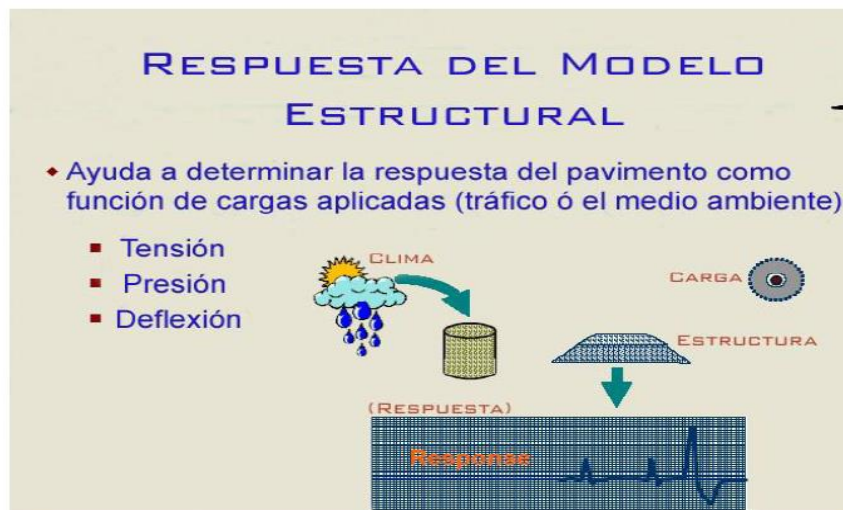 RESPUESTA DEL MODELO
ESTRUCTURAL
Ayuda a determinar la respuesta del pavimento como
función de cargas aplicadas (tráfico ó el medio ambiente)
Tensión
Presión
Deflexión
CLIMA
CARGA
ESTRUCTURA
(RESPUESTA)
Response